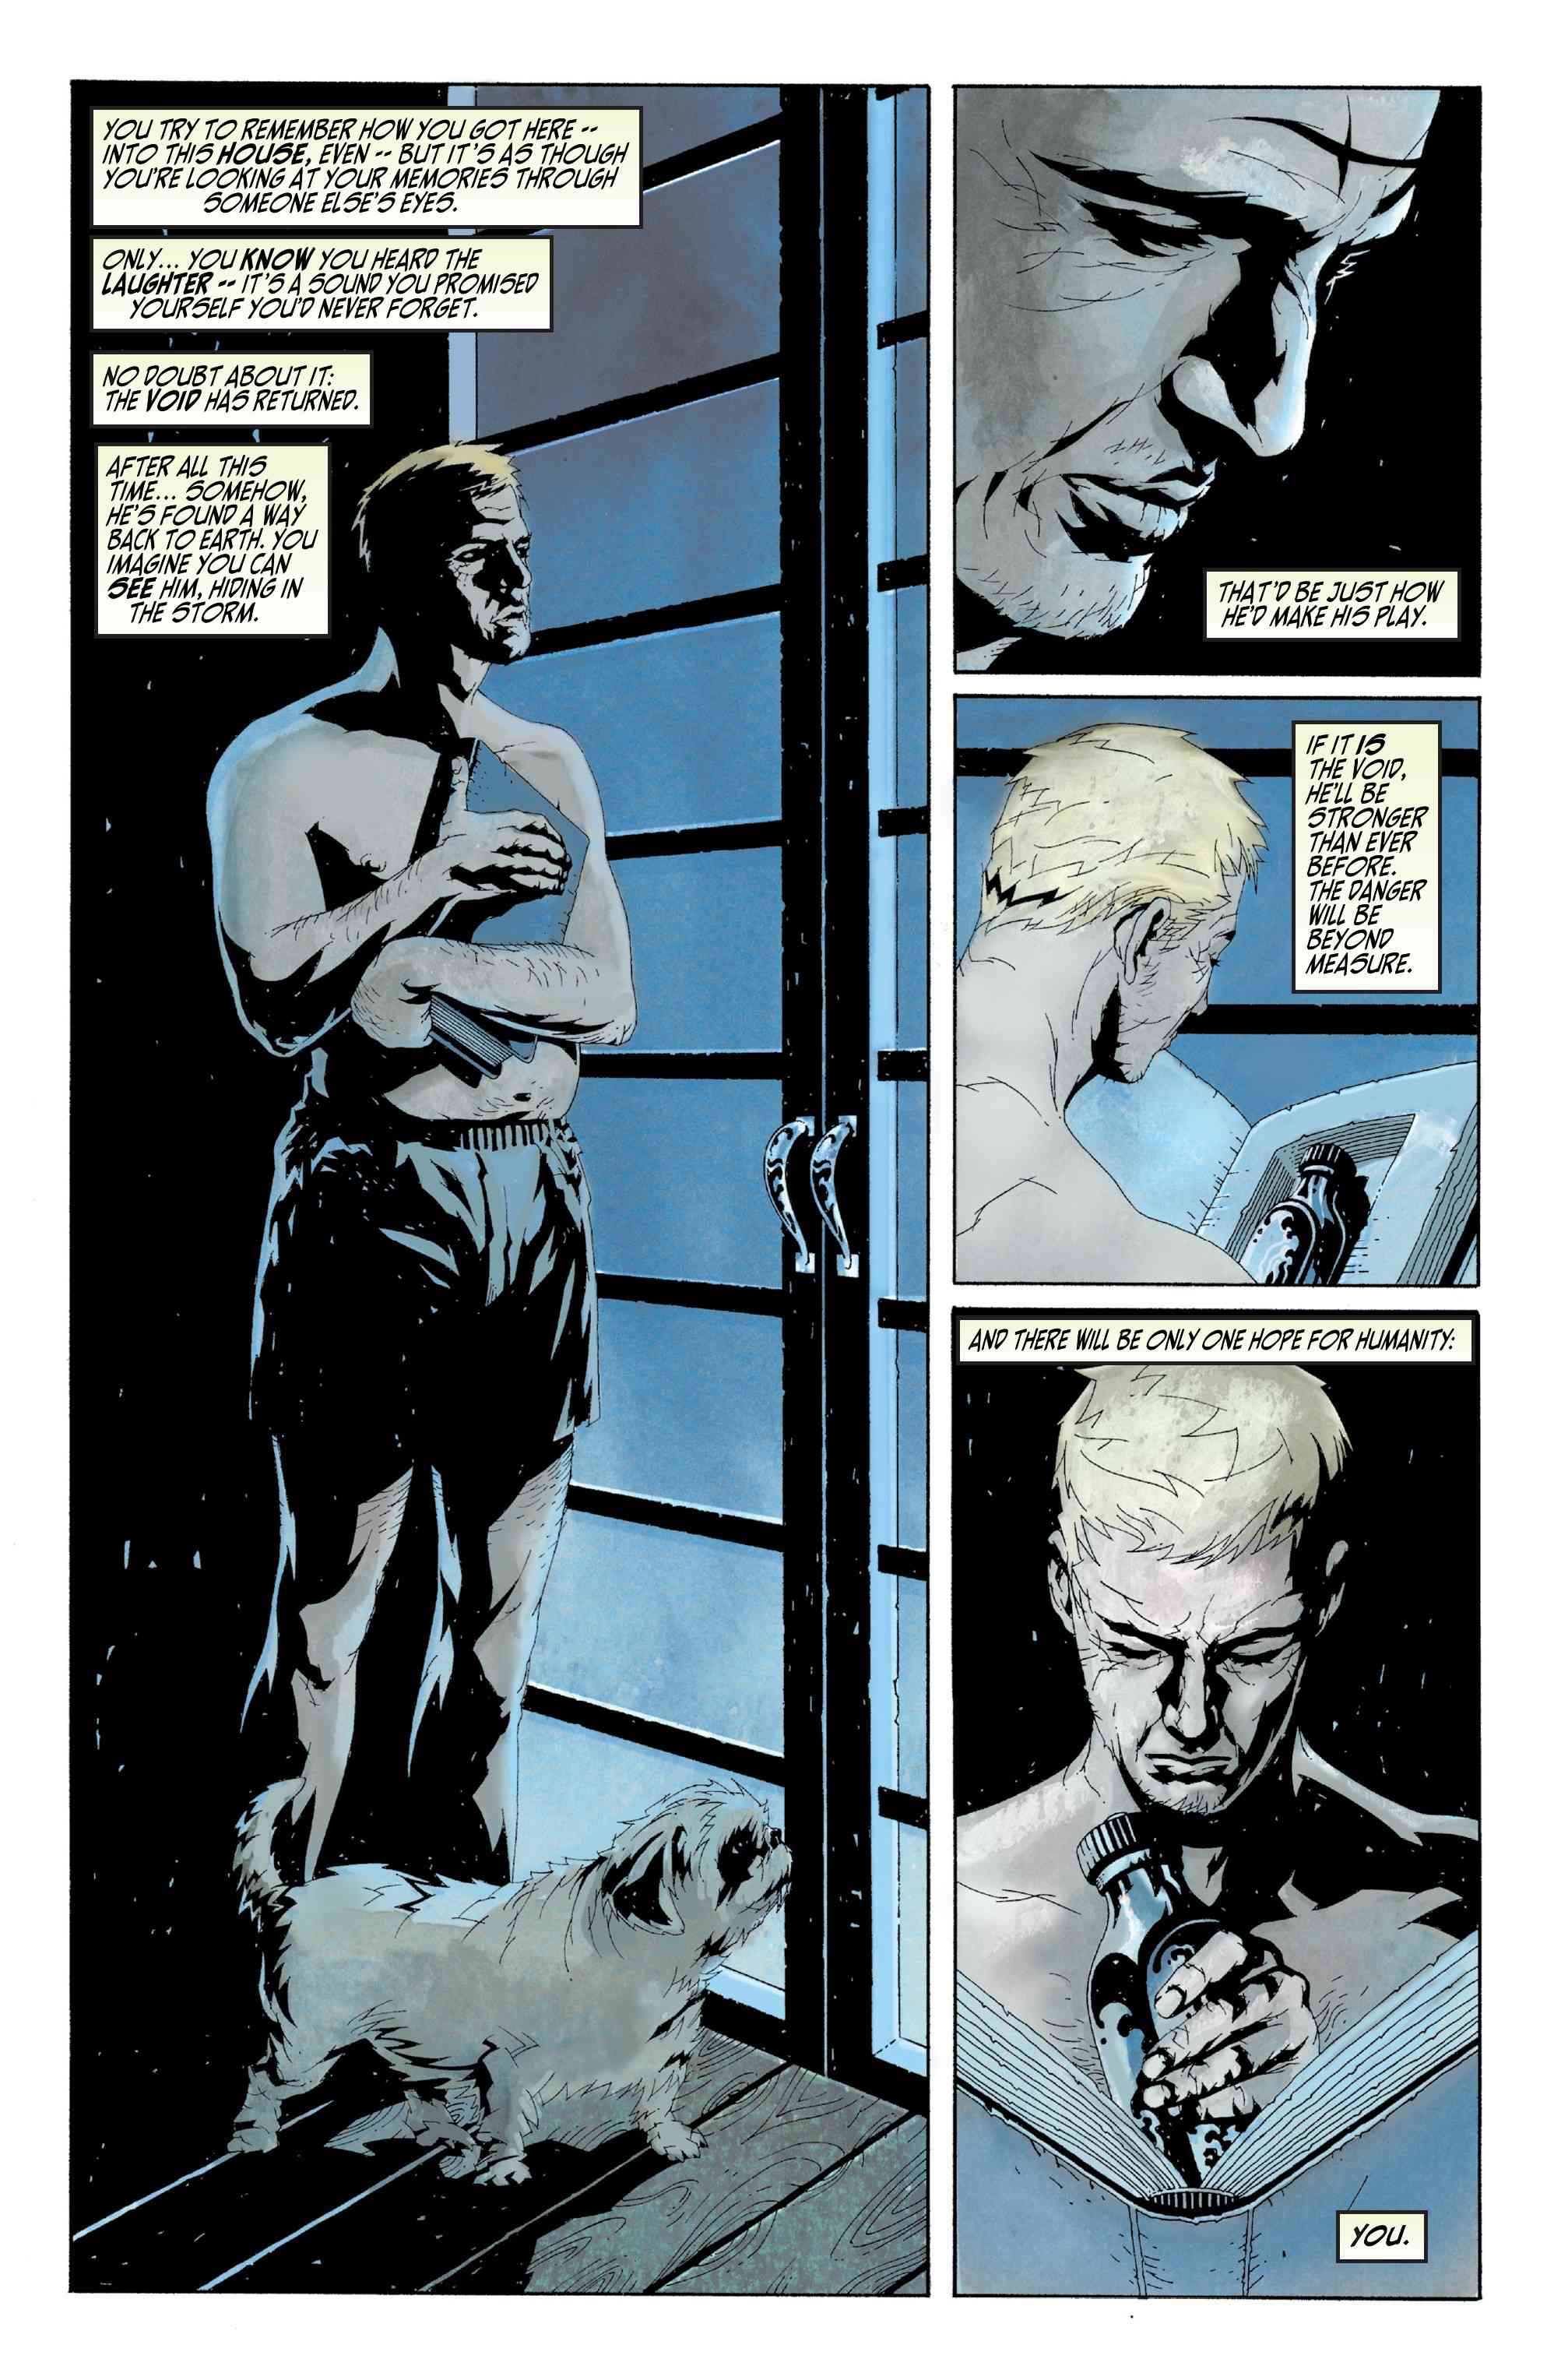 YOU TRY TO REMEMBER HOW YOU GOT HERE --
INTO THIS HOUSE, EVEN -- BUT IT'S AS THOUGH
YOU'RE LOOKING AT YOUR MEMORIES THROUGH
SOMEONE ELSE'S EYES.
ONLY... YOU KNOW YOU HEARD THE
LAUGHTER -- IT'S A SOUND YOU PROMISED
YOURSELF YOU'D NEVER FORGET.
NO DOUBT ABOUT IT:
THE VOID HAS RETURNED.
AFTER ALL THIS
TIME... SOMEHOW,
HE'S FOUND A WAY
BACK TO EARTH. YOU
IMAGINE YOU CAN
SEE HIM, HIDING IN
THE STORM.
THAT'D BE JUST HOW
HE'D MAKE HIS PLAY.
IF IT IS
THE VOID,
HE'LL BE
STRONGER
THAN EVER
BEFORE.
THE DANGER
WILL BE
BEYOND
MEASURE.
AND THERE WILL BE ONLY ONE HOPE FOR HUMANITY:
YOU.